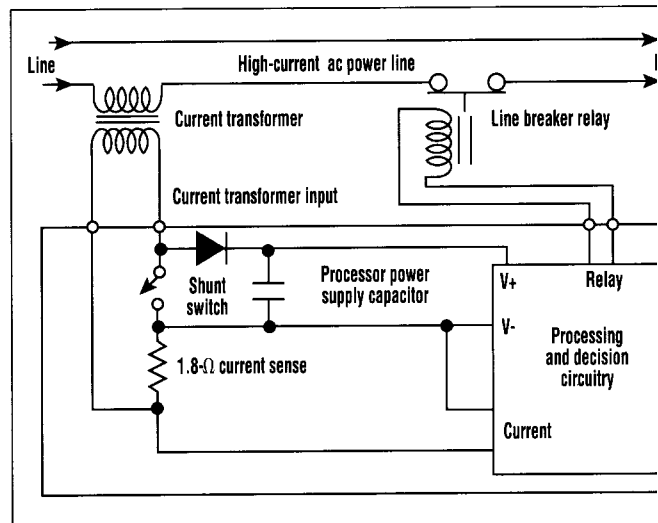 Line
High-current ac power line
Current transformer
Line breaker relay
Current transformer input
Shunt
switch
Processor power
supply capacitor
V+
Relay
V-
Processing
and decision
circuitry
1.8-Ω current sense
Current